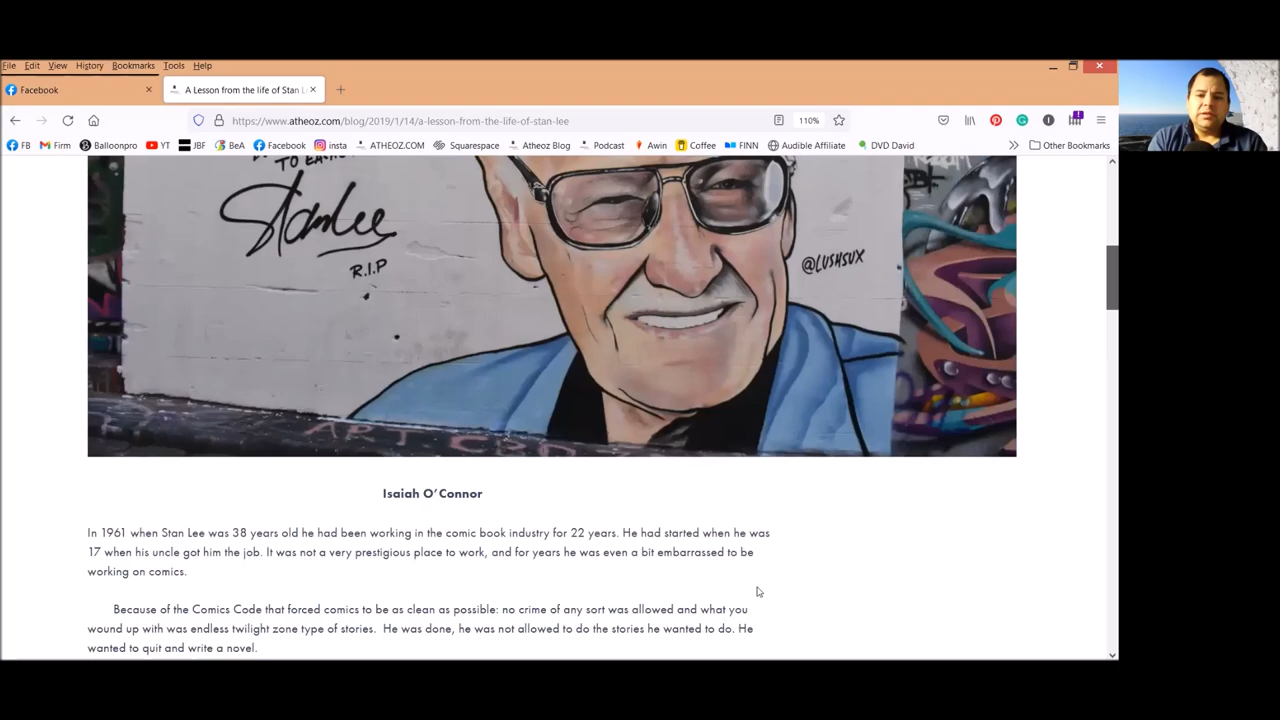 File Edit View History Bookmarks Tools Help
Facebook
A Lesson from the life of Stan L
https://www.atheoz.com/blog/2019/1/14/a-lesson-from-the-life-of-stan-lee
110%
FB Firm Balloonpro YT JBF BeA Facebook insta ATHEOZ.COM Squarespace Atheoz Blog Podcast Awin Coffee FINN Audible Affiliate DVD David Other Bookmarks
Stan Lee
R.I.P
@LUSHSUX
Isaiah O’Connor
In 1961 when Stan Lee was 38 years old he had been working in the comic book industry for 22 years. He had started when he was
17 when his uncle got him the job. It was not a very prestigious place to work, and for years he was even a bit embarrassed to be
working on comics.
Because of the Comics Code that forced comics to be as clean as possible: no crime of any sort was allowed and what you
wound up with was endless twilight zone type of stories. He was done, he was not allowed to do the stories he wanted to do. He
wanted to quit and write a novel.